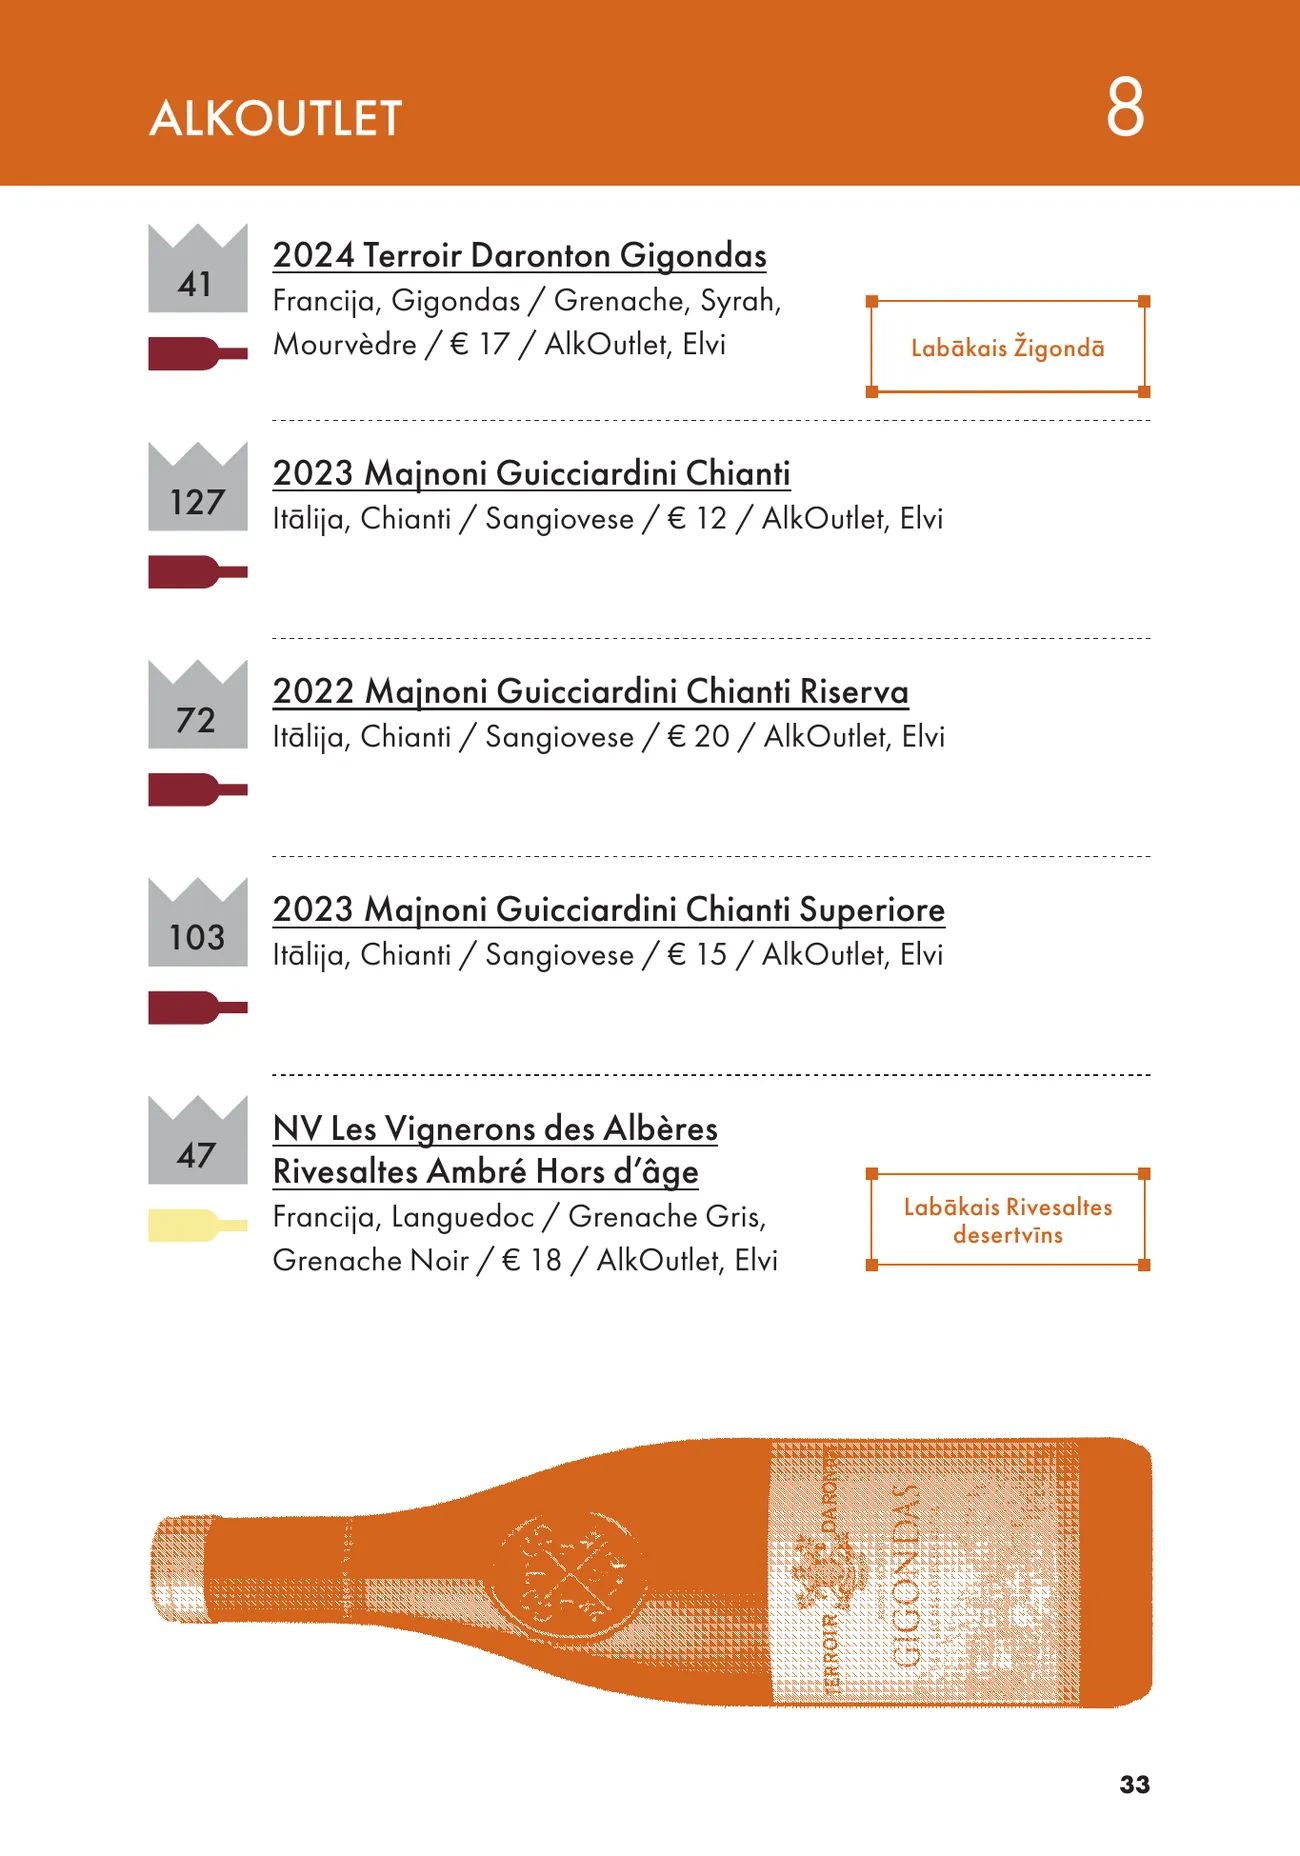 ALKOUTLET
8
41
2024 Terroir Daronton Gigondas
Francija, Gigondas / Grenache, Syrah,
Mourvèdre / € 17 / AlkOutlet, Elvi
Labākais Žigondā
127
2023 Majnoni Guicciardini Chianti
Itālija, Chianti / Sangiovese / € 12 / AlkOutlet, Elvi
72
2022 Majnoni Guicciardini Chianti Riserva
Itālija, Chianti / Sangiovese / € 20 / AlkOutlet, Elvi
103
2023 Majnoni Guicciardini Chianti Superiore
Itālija, Chianti / Sangiovese / € 15 / AlkOutlet, Elvi
47
NV Les Vignerons des Albères
Rivesaltes Ambré Hors d’âge
Francija, Languedoc / Grenache Gris,
Grenache Noir / € 18 / AlkOutlet, Elvi
Labākais Rivesaltes
desertvīns
TERROIR
GIGONDAS
33